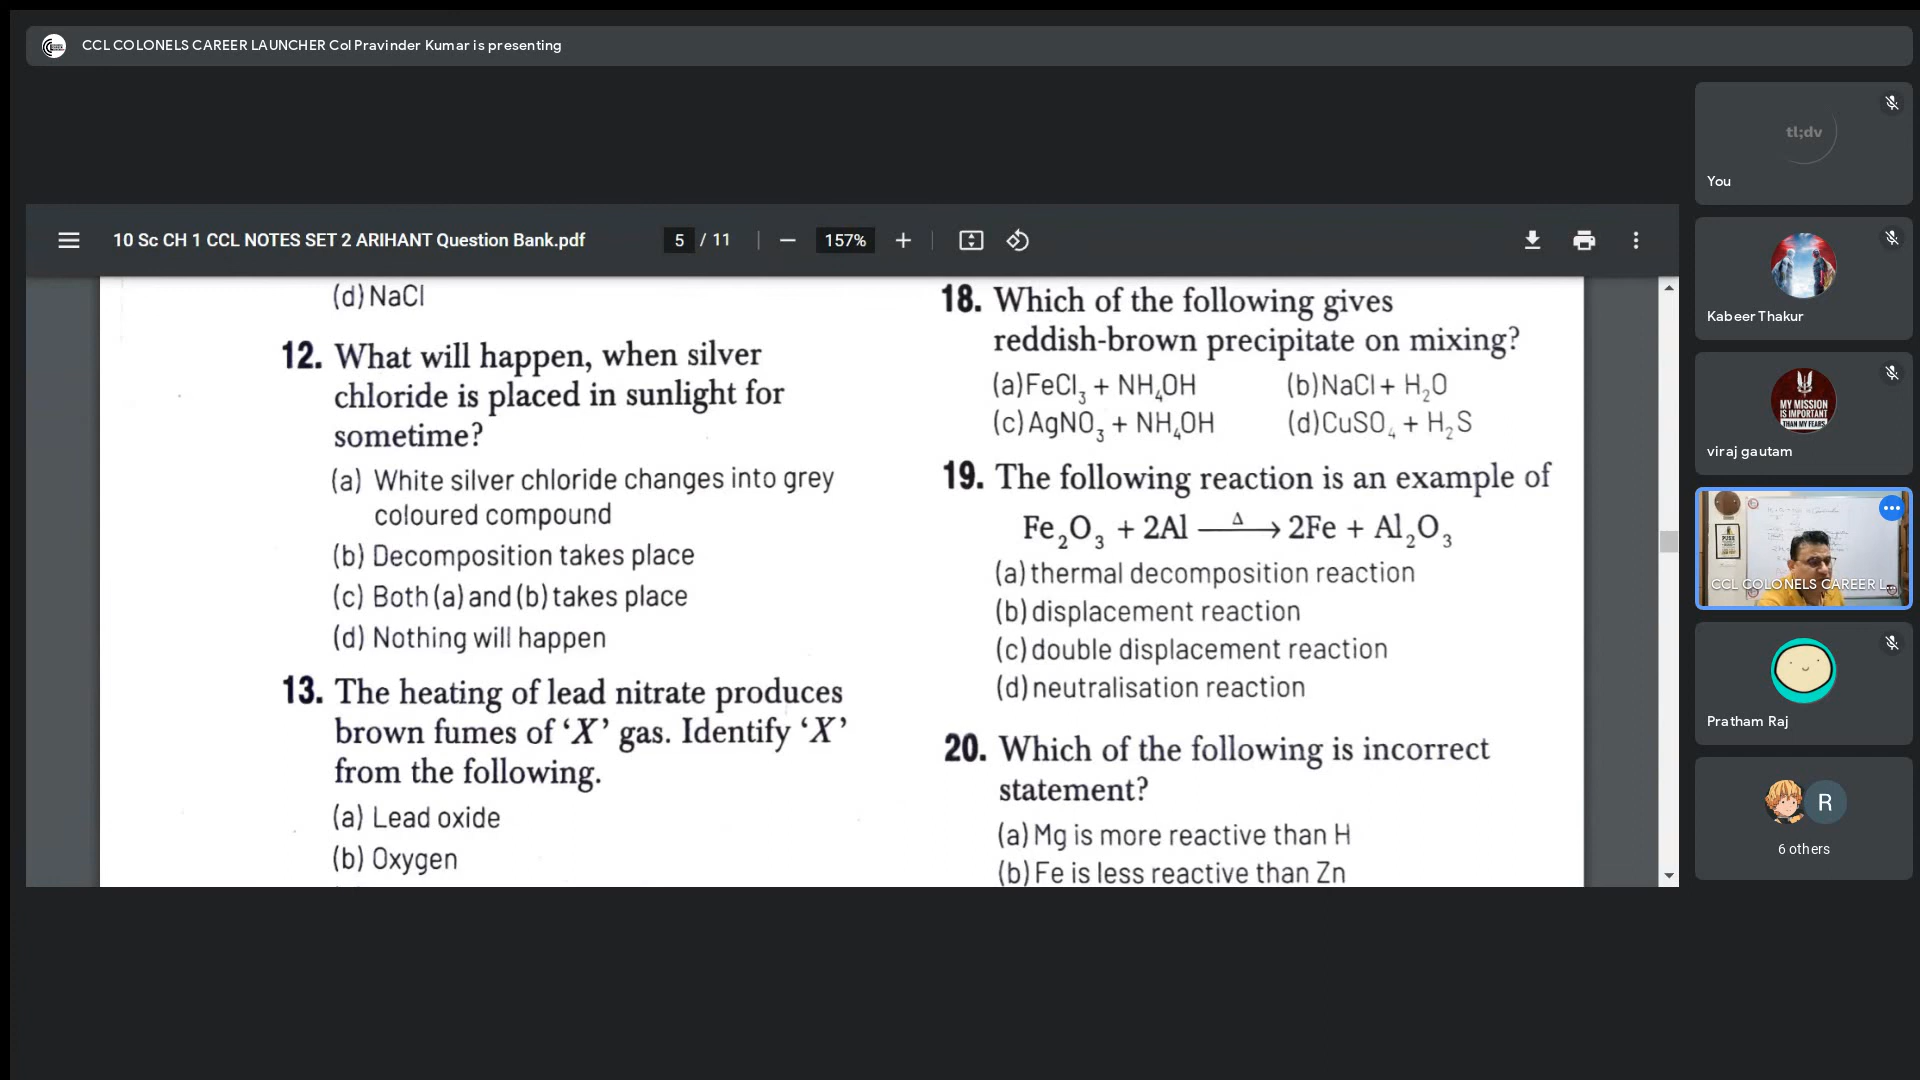 CCL COLONELS CAREER LAUNCHER Col Pravinder Kumar is presenting
10 Sc CH 1 CCL NOTES SET 2 ARIHANT Question Bank.pdf
5 / 11
157%
(d) NaCl
12. What will happen, when silver
chloride is placed in sunlight for
sometime?
(a) White silver chloride changes into grey
coloured compound
(b) Decomposition takes place
(c) Both (a) and (b) takes place
(d) Nothing will happen
13. The heating of lead nitrate produces
brown fumes of ‘X’ gas. Identify ‘X’
from the following.
(a) Lead oxide
(b) Oxygen
18. Which of the following gives
reddish-brown precipitate on mixing?
(a) FeCl₃ + NH₄OH (b) NaCl + H₂O
(c) AgNO₃ + NH₄OH (d) CuSO₄ + H₂S
19. The following reaction is an example of
Fe₂O₃ + 2Al —Δ→ 2Fe + Al₂O₃
(a) thermal decomposition reaction
(b) displacement reaction
(c) double displacement reaction
(d) neutralisation reaction
20. Which of the following is incorrect
statement?
(a) Mg is more reactive than H
(b) Fe is less reactive than Zn
tl;dv
You
Kabeer Thakur
MY MISSION
IS IMPORTANT
THAN MY FEARS
viraj gautam
CCL COLONELS CAREER L...
Pratham Raj
R
6 others